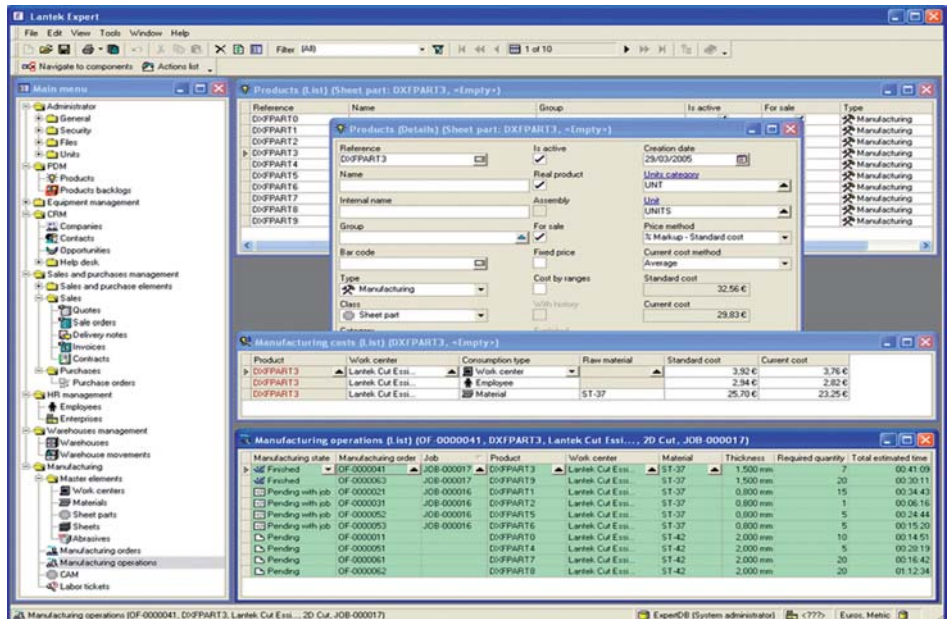 Lantek Expert
File Edit View Tools Window Help
Filter (All) 1 of 10
Navigate to components Actions list
Main menu
Administrator
General
Security
Files
Units
PDM
Products
Products backlogs
Equipment management
CRM
Companies
Contacts
Opportunities
Help desk
Sales and purchases management
Sales and purchase elements
Sales
Quotes
Sale orders
Delivery notes
Invoices
Contracts
Purchases
Purchase orders
HR management
Employees
Enterprises
Warehouses management
Warehouses
Warehouse movements
Manufacturing
Master elements
Work centers
Materials
Sheet parts
Sheets
Abrasives
Manufacturing orders
Manufacturing operations
CAM
Labor tickets
Products (List) (Sheet part: DXFPART3, <Empty>)
Reference Name Group Is active For sale Type
DXFPART0 Manufacturing
DXFPART1 Manufacturing
DXFPART2 Manufacturing
DXFPART3 Manufacturing
DXFPART4 Manufacturing
DXFPART5 Manufacturing
DXFPART6 Manufacturing
DXFPART7 Manufacturing
DXFPART8 Manufacturing
DXFPART9 Manufacturing
Products (Details) (Sheet part: DXFPART3, <Empty>)
Reference Is active Creation date
DXFPART3 29/03/2005
Name Real product Units category
UNT
Internal name Assembly Unit
UNITS
Group For sale Price method
% Markup - Standard cost
Bar code Fixed price Current cost method
Average
Type Cost by ranges Standard cost
Manufacturing 32,56 €
Class With history Current cost
Sheet part 29,83 €
Category
Manufacturing costs (List) (DXFPART3, <Empty>)
Product Work center Consumption type Raw material Standard cost Current cost
DXFPART3 Lantek Cut Essi... Work center 3,92 € 3,76 €
DXFPART3 Lantek Cut Essi... Employee 2,94 € 2,82 €
DXFPART3 Lantek Cut Essi... Material ST-37 25,70 € 23,25 €
Manufacturing operations (List) (OF-0000041, DXFPART3, Lantek Cut Essi..., 2D Cut, JOB-000017)
Manufacturing state Manufacturing order Job Product Work center Material Thickness Required quantity Total estimated time
Finished OF-0000041 JOB-000017 DXFPART3 Lantek Cut Essi... ST-37 1.500 mm 7 00:41:09
Finished OF-0000063 JOB-000017 DXFPART9 Lantek Cut Essi... ST-37 1.500 mm 20 00:30:11
Pending with job OF-0000021 JOB-000016 DXFPART1 Lantek Cut Essi... ST-37 0,800 mm 15 00:34:43
Pending with job OF-0000031 JOB-000016 DXFPART2 Lantek Cut Essi... ST-37 0,800 mm 1 00:06:16
Pending with job OF-0000052 JOB-000016 DXFPART5 Lantek Cut Essi... ST-37 0,800 mm 5 00:24:44
Pending with job OF-0000053 JOB-000016 DXFPART6 Lantek Cut Essi... ST-37 0,800 mm 5 00:15:20
Pending OF-0000011 DXFPART0 Lantek Cut Essi... ST-42 2,000 mm 10 00:14:51
Pending OF-0000051 DXFPART4 Lantek Cut Essi... ST-42 2,000 mm 5 00:28:19
Pending OF-0000061 DXFPART7 Lantek Cut Essi... ST-42 2,000 mm 20 00:16:42
Pending OF-0000062 DXFPART8 Lantek Cut Essi... ST-42 2,000 mm 20 01:12:34
Manufacturing operations (OF-0000041, DXFPART3, Lantek Cut Essi..., 2D Cut, JOB-000017) ExpertDB (System administrator) <???> Euros, Metric